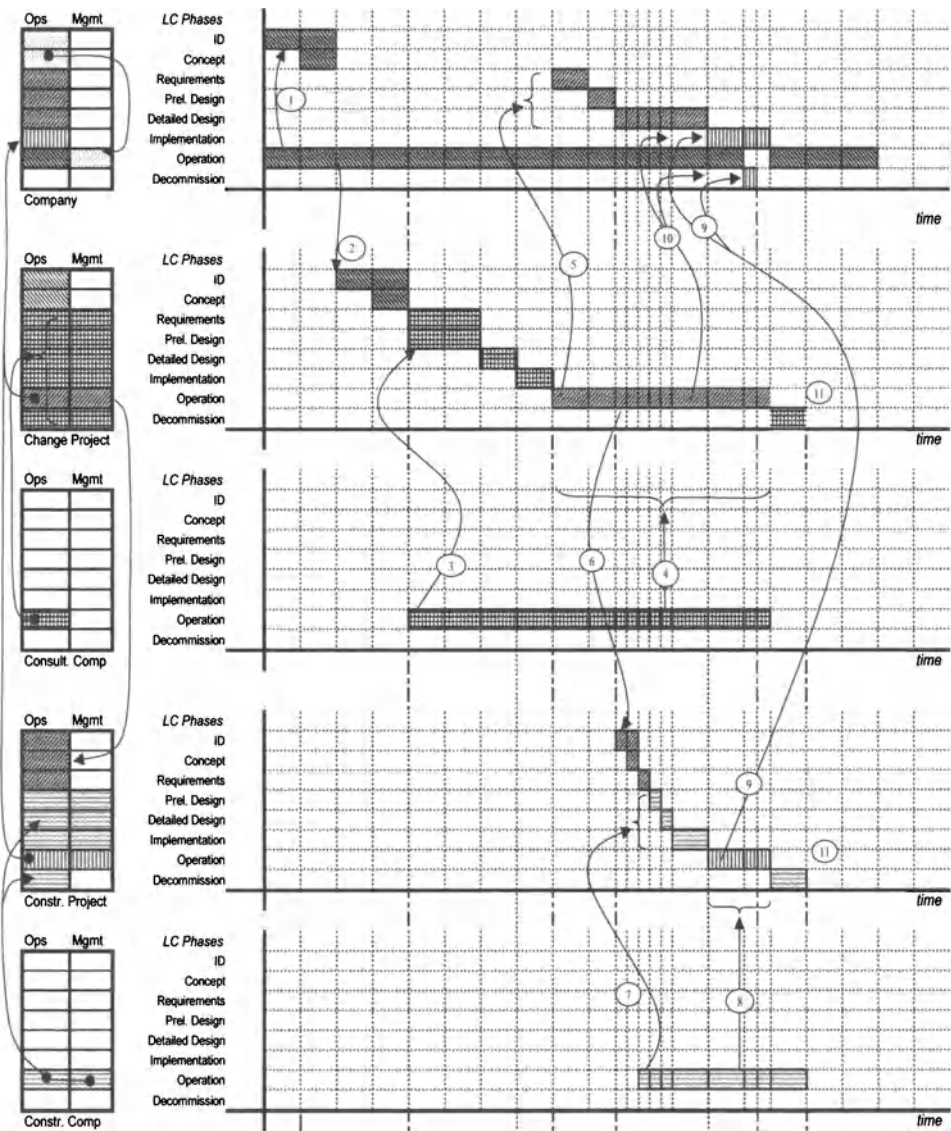 Ops Mgmt LC Phases
ID
Concept
Requirements
Prel. Design
Detailed Design
Implementation
Operation
Decommission
Company
time
1
5
10
9
2
Ops Mgmt LC Phases
ID
Concept
Requirements
Prel. Design
Detailed Design
Implementation
Operation
Decommission
11
Change Project
time
Ops Mgmt LC Phases
ID
Concept
Requirements
Prel. Design
Detailed Design
Implementation
Operation
Decommission
3
6
4
Consult. Comp
time
Ops Mgmt LC Phases
ID
Concept
Requirements
Prel. Design
Detailed Design
Implementation
Operation
Decommission
9
11
Constr. Project
time
Ops Mgmt LC Phases
ID
Concept
Requirements
Prel. Design
Detailed Design
Implementation
Operation
Decommission
7
8
Constr. Comp
time